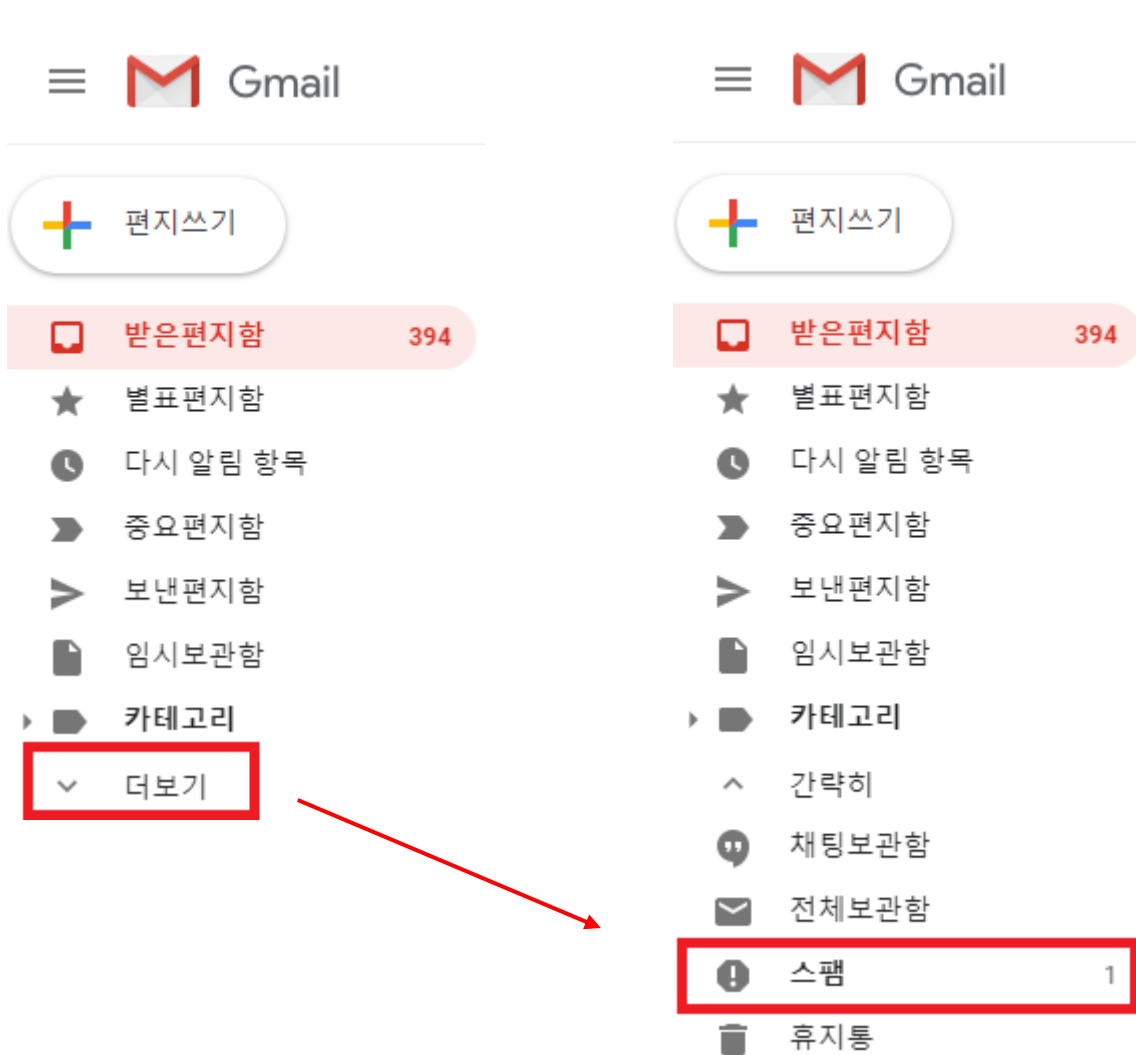 Gmail
편지쓰기
받은편지함 394
별표편지함
다시 알림 항목
중요편지함
보낸편지함
임시보관함
카테고리
더보기
Gmail
편지쓰기
받은편지함 394
별표편지함
다시 알림 항목
중요편지함
보낸편지함
임시보관함
카테고리
간략히
채팅보관함
전체보관함
스팸 1
휴지통